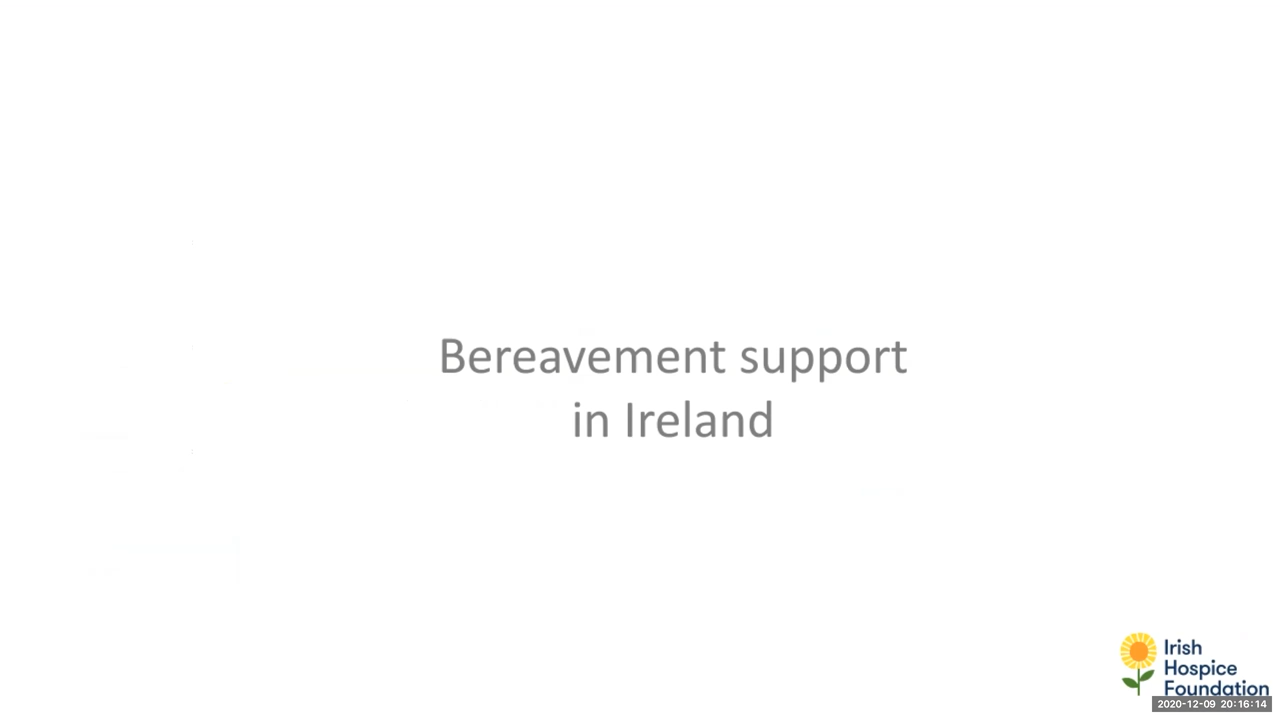 Bereavement support
in Ireland
Irish
Hospice
Foundation
2020-12-09 20:16:14